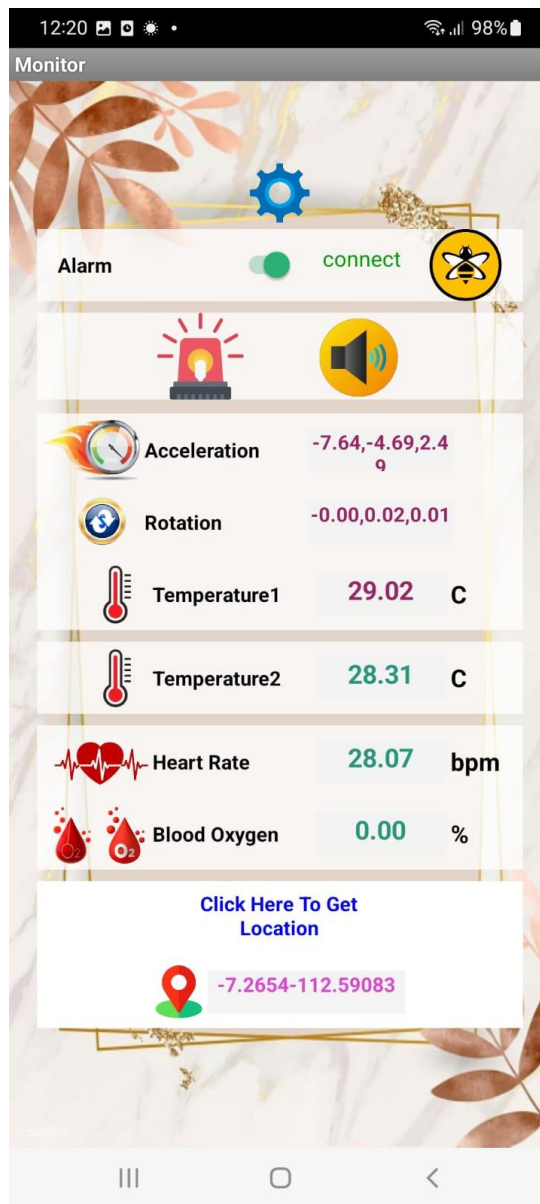 12:20
98%
Monitor
Alarm
connect
Acceleration
-7.64,-4.69,2.4
9
Rotation
-0.00,0.02,0.01
Temperature1 29.02 C
Temperature2 28.31 C
Heart Rate 28.07 bpm
O2 O2
Blood Oxygen 0.00 %
Click Here To Get
Location
-7.2654-112.59083